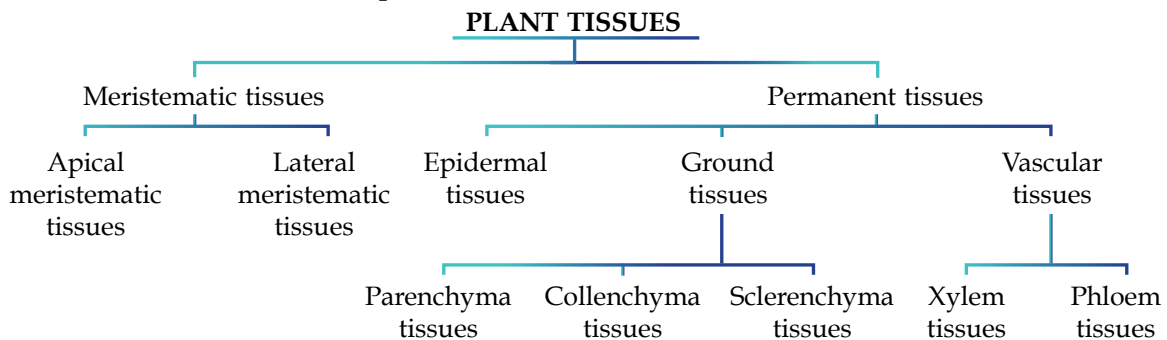 PLANT TISSUES
Meristematic tissues
Permanent tissues
Apical
meristematic
tissues
Lateral
meristematic
tissues
Epidermal
tissues
Ground
tissues
Vascular
tissues
Parenchyma
tissues
Collenchyma
tissues
Sclerenchyma
tissues
Xylem
tissues
Phloem
tissues